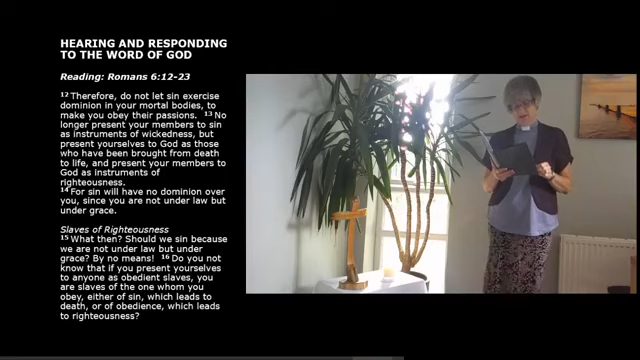 HEARING AND RESPONDING
TO THE WORD OF GOD
Reading: Romans 6:12-23
12 Therefore, do not let sin exercise
dominion in your mortal bodies, to
make you obey their passions. 13 No
longer present your members to sin
as instruments of wickedness, but
present yourselves to God as those
who have been brought from death
to life, and present your members to
God as instruments of
righteousness.
14 For sin will have no dominion over
you, since you are not under law but
under grace.
Slaves of Righteousness
15 What then? Should we sin because
we are not under law but under
grace? By no means! 16 Do you not
know that if you present yourselves
to anyone as obedient slaves, you
are slaves of the one whom you
obey, either of sin, which leads to
death, or of obedience, which leads
to righteousness?